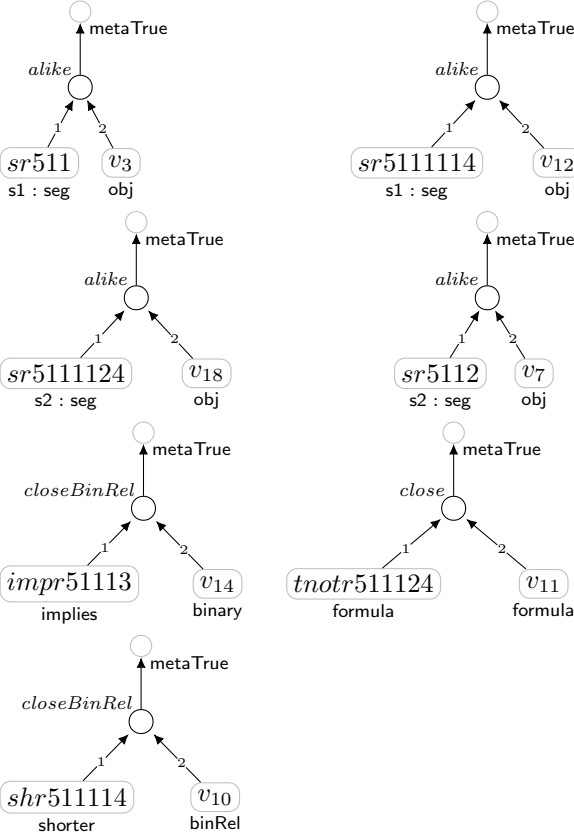 metaTrue metaTrue
alike alike
1 2 1 2
sr511 v3 sr5111114 v12
s1 : seg obj s1 : seg obj
metaTrue metaTrue
alike alike
1 2 1 2
sr5111124 v18 sr5112 v7
s2 : seg obj s2 : seg obj
metaTrue metaTrue
closeBinRel close
1 2 1 2
impr51113 v14 tnotr511124 v11
implies binary formula formula
metaTrue
closeBinRel
1 2
shr511114 v10
shorter binRel